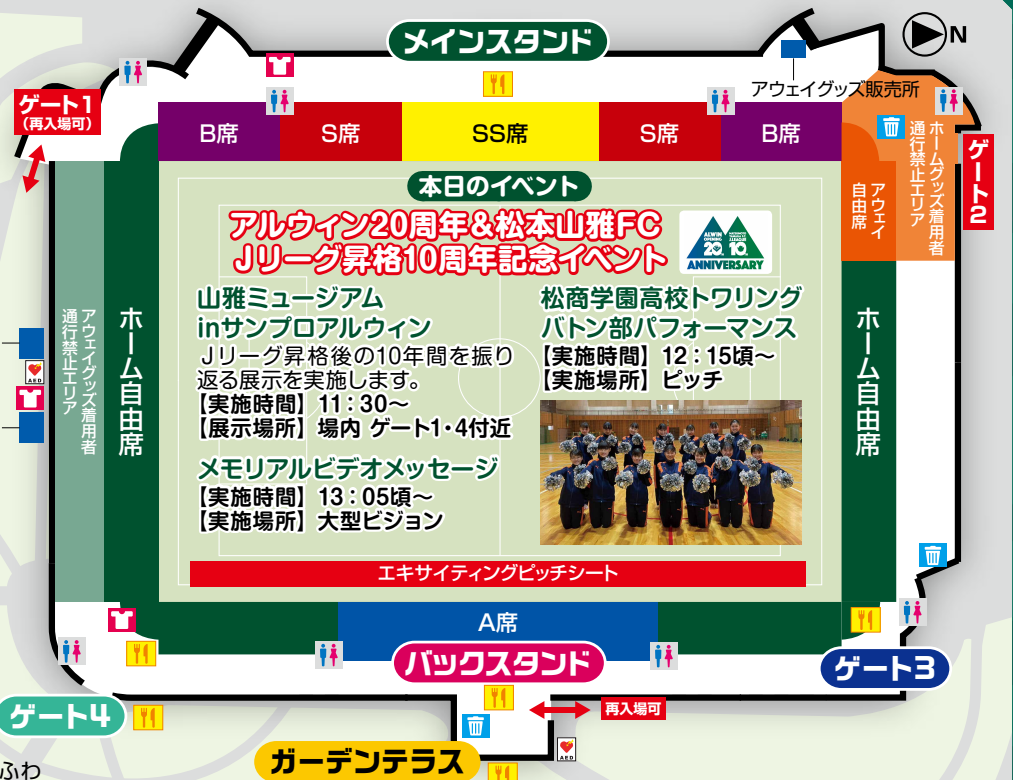 メインスタンド
N
アウェイグッズ販売所
ゲート1
(再入場可)
B席
S席
SS席
S席
B席
ホームグッズ着用者
通行禁止エリア
ゲート2
アウェイ
自由席
本日のイベント
アルウィン20周年&松本山雅FC
Jリーグ昇格10周年記念イベント
ALWIN
OPENING
20
10
ANNIVERSARY
山雅ミュージアム
inサンプロアルウィン
Jリーグ昇格後の10年間を振り
返る展示を実施します。
【実施時間】11:30~
【展示場所】場内 ゲート1・4付近
メモリアルビデオメッセージ
【実施時間】13:05頃~
【実施場所】大型ビジョン
松商学園高校トワリング
バトン部パフォーマンス
【実施時間】12:15頃~
【実施場所】ピッチ
アウェイグッズ着用者
通行禁止エリア
ホーム自由席
ホーム自由席
AED
エキサイティングピッチシート
A席
バックスタンド
ゲート3
再入場可
ゲート4
AED
ガーデンテラス
ふわ